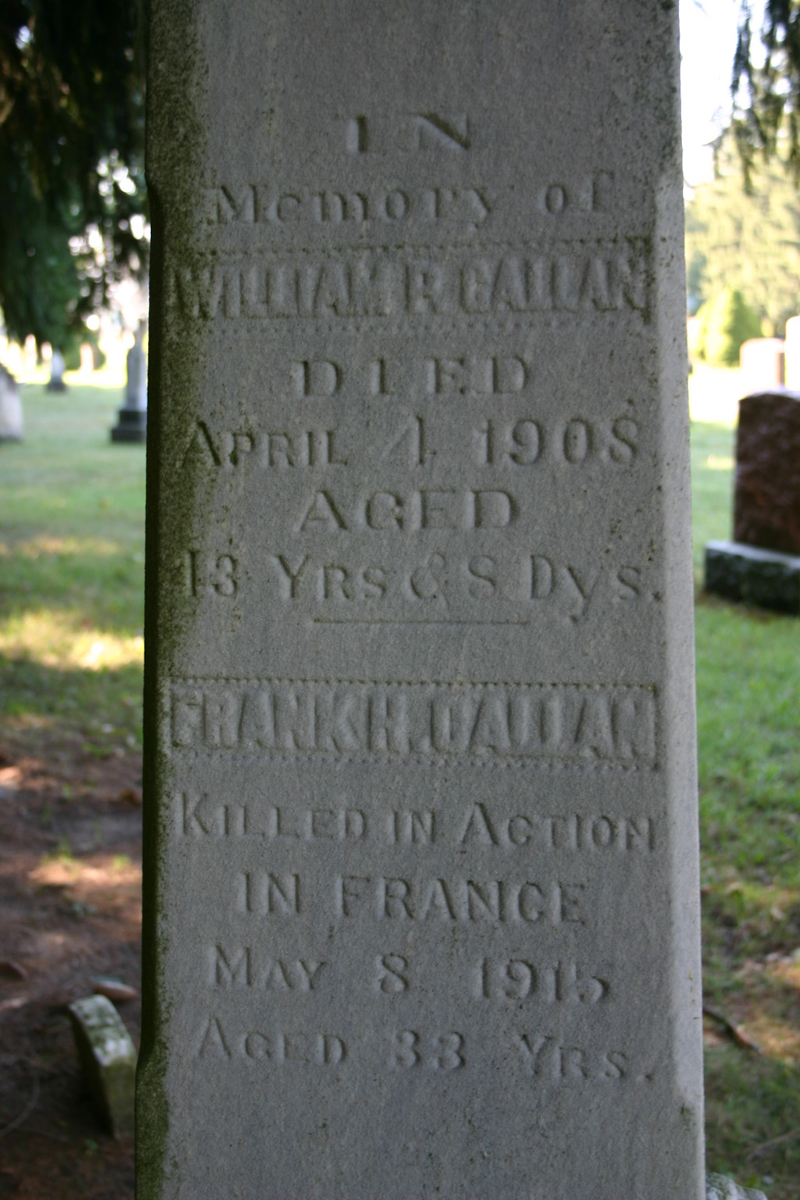 IN
Memory of
WILLIAM. P. CALLAN
DIED
APRIL 4 1908
AGED
13 YRS & 8 DYS.
FRANK H. CALLAN
KILLED IN ACTION
IN FRANCE
MAY 8 1915
AGED 33 YRS.